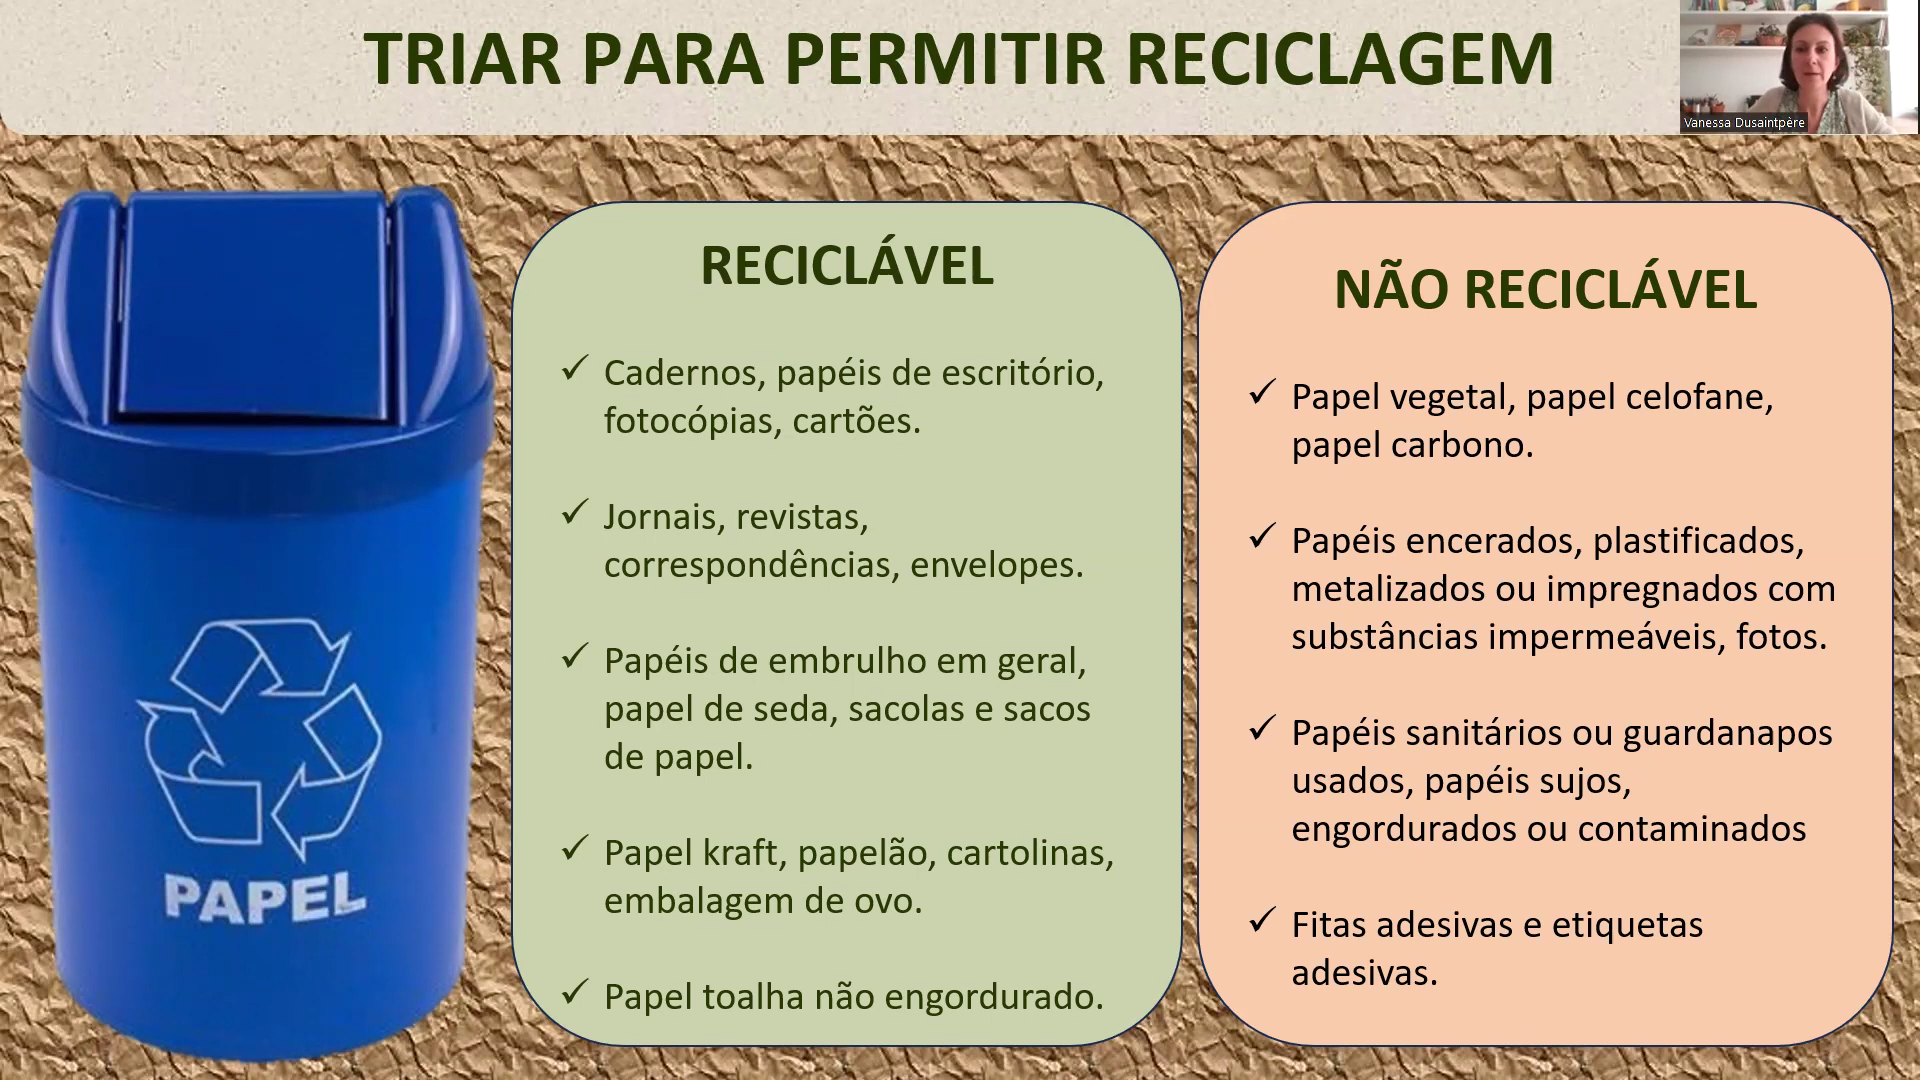 TRIAR PARA PERMITIR RECICLAGEM
Vanessa Dusaintpère
PAPEL
RECICLÁVEL
✓ Cadernos, papéis de escritório,
fotocópias, cartões.
✓ Jornais, revistas,
correspondências, envelopes.
✓ Papéis de embrulho em geral,
papel de seda, sacolas e sacos
de papel.
✓ Papel kraft, papelão, cartolinas,
embalagem de ovo.
✓ Papel toalha não engordurado.
NÃO RECICLÁVEL
✓ Papel vegetal, papel celofane,
papel carbono.
✓ Papéis encerados, plastificados,
metalizados ou impregnados com
substâncias impermeáveis, fotos.
✓ Papéis sanitários ou guardanapos
usados, papéis sujos,
engordurados ou contaminados
✓ Fitas adesivas e etiquetas
adesivas.